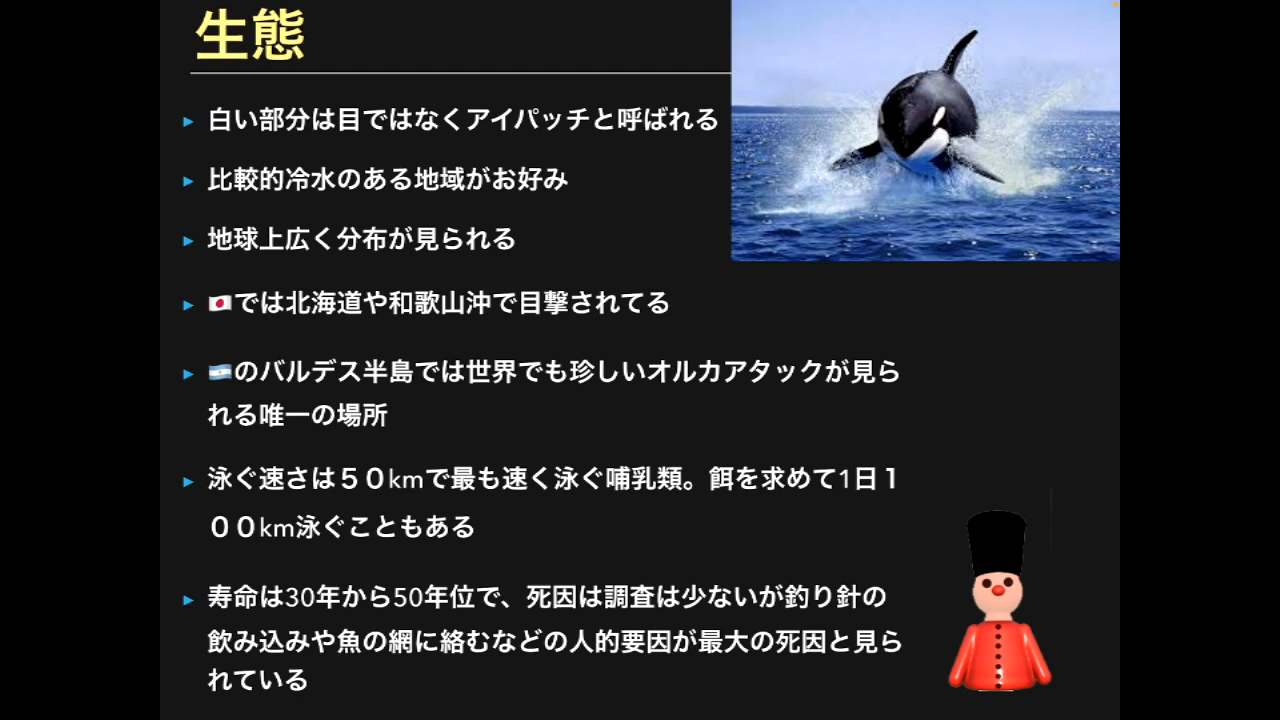 生態
▸ 白い部分は目ではなくアイパッチと呼ばれる
▸ 比較的冷水のある地域がお好み
▸ 地球上広く分布が見られる
▸ 🇯🇵では北海道や和歌山沖で目撃されてる
▸ 🇦🇷のバルデス半島では世界でも珍しいオルカアタックが見ら
れる唯一の場所
▸ 泳ぐ速さは５０kmで最も速く泳ぐ哺乳類。餌を求めて1日１
００km泳ぐこともある
▸ 寿命は30年から50年位で、死因は調査は少ないが釣り針の
飲み込みや魚の網に絡むなどの人的要因が最大の死因と見ら
れている